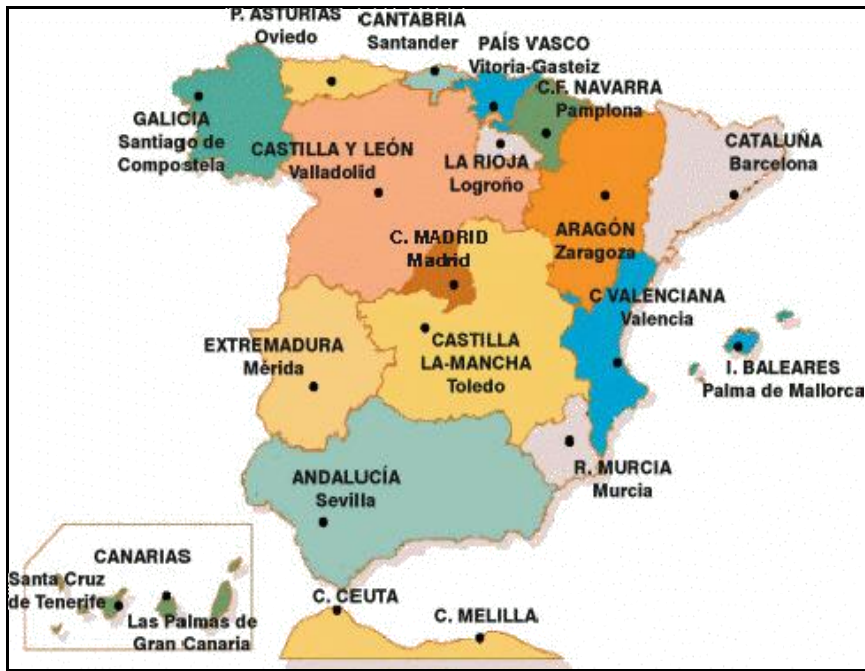 P. ASTURIAS
Oviedo
CANTABRIA
Santander
PAÍS VASCO
Vitoria-Gasteiz
C.F. NAVARRA
Pamplona
GALICIA
Santiago de
Compostela
CASTILLA Y LEÓN
Valladolid
LA RIOJA
Logroño
CATALUÑA
Barcelona
ARAGÓN
Zaragoza
C. MADRID
Madrid
C VALENCIANA
Valencia
EXTREMADURA
Mérida
CASTILLA
LA-MANCHA
Toledo
I. BALEARES
Palma de Mallorca
R. MURCIA
Murcia
ANDALUCÍA
Sevilla
CANARIAS
Santa Cruz
de Tenerife
Las Palmas de
Gran Canaria
C. CEUTA
C. MELILLA